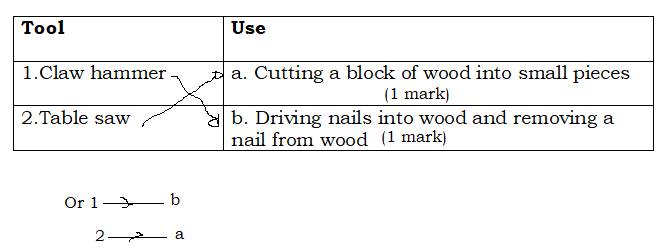 Tool Use
1.Claw hammer a. Cutting a block of wood into small pieces
(1 mark)
2.Table saw b. Driving nails into wood and removing a
nail from wood (1 mark)
Or 1 b
2 a